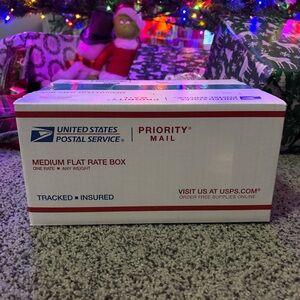 UNITED STATES
POSTAL SERVICE®
PRIORITY®
MAIL
MEDIUM FLAT RATE BOX
ONE RATE ■ ANY WEIGHT
TRACKED ■ INSURED
VISIT US AT USPS.COM®
ORDER FREE SUPPLIES ONLINE